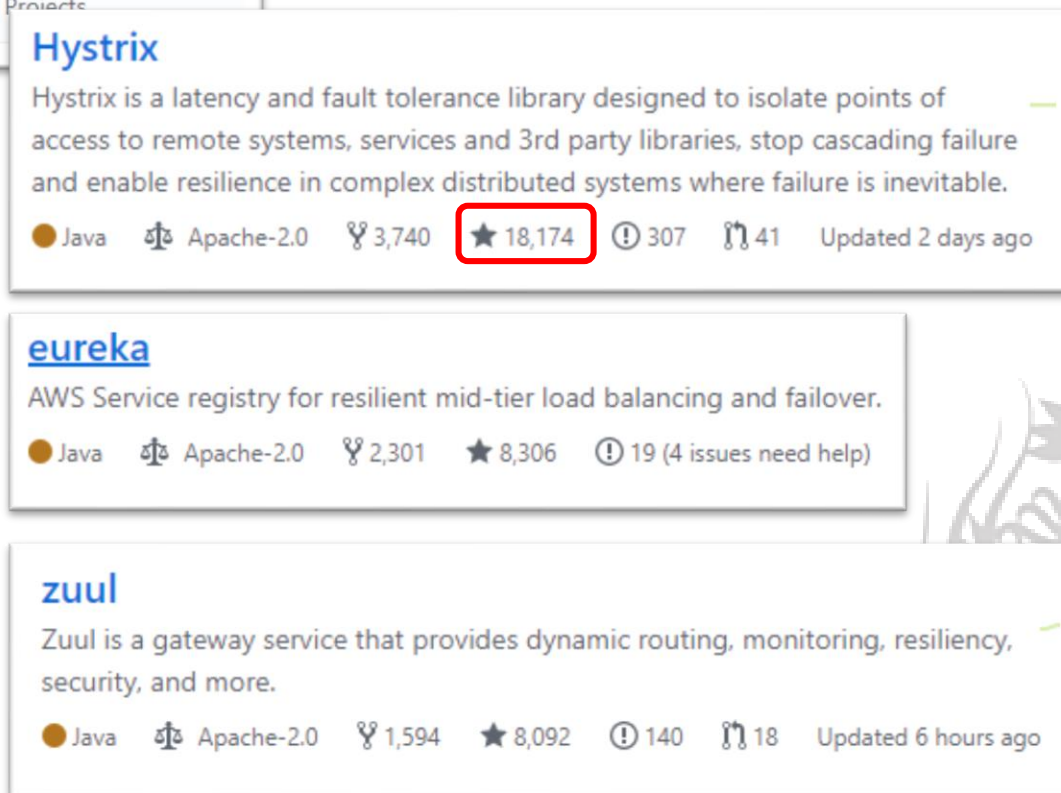 Projects
Hystrix
Hystrix is a latency and fault tolerance library designed to isolate points of
access to remote systems, services and 3rd party libraries, stop cascading failure
and enable resilience in complex distributed systems where failure is inevitable.
Java Apache-2.0 3,740 18,174 307 41 Updated 2 days ago
eureka
AWS Service registry for resilient mid-tier load balancing and failover.
Java Apache-2.0 2,301 8,306 19 (4 issues need help)
zuul
Zuul is a gateway service that provides dynamic routing, monitoring, resiliency,
security, and more.
Java Apache-2.0 1,594 8,092 140 18 Updated 6 hours ago